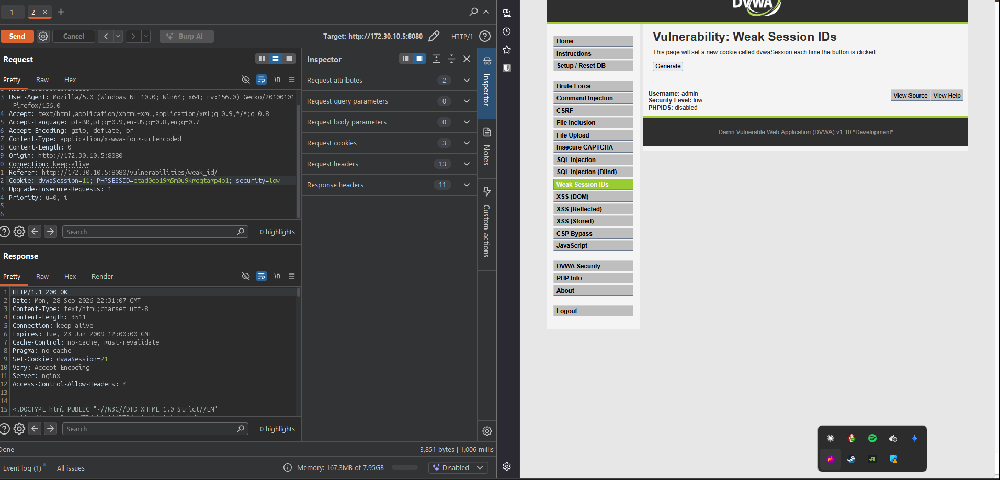 1
2
Send
Cancel
Burp AI
Target: http://172.30.10.5:8080
HTTP/1
Request
Pretty
Raw
Hex
\n
3 User-Agent: Mozilla/5.0 (Windows NT 10.0; Win64; x64; rv:156.0) Gecko/20100101
Firefox/156.0
4 Accept: text/html,application/xhtml+xml,application/xml;q=0.9,*/*;q=0.8
5 Accept-Language: pt-BR,pt;q=0.9,en-US;q=0.8,en;q=0.7
6 Accept-Encoding: gzip, deflate, br
7 Content-Type: application/x-www-form-urlencoded
8 Content-Length: 0
9 Origin: http://172.30.10.5:8080
0 Connection: keep-alive
1 Referer: http://172.30.10.5:8080/vulnerabilities/weak_id/
2 Cookie: dvwaSession=11; PHPSESSID=etad0ep19m5m0u9kmqgtamp4o1; security=low
3 Upgrade-Insecure-Requests: 1
4 Priority: u=0, i
5
6
Search
0 highlights
Response
Pretty
Raw
Hex
Render
\n
1 HTTP/1.1 200 OK
2 Date: Mon, 28 Sep 2026 22:31:07 GMT
3 Content-Type: text/html;charset=utf-8
4 Content-Length: 3511
5 Connection: keep-alive
6 Expires: Tue, 23 Jun 2009 12:00:00 GMT
7 Cache-Control: no-cache, must-revalidate
8 Pragma: no-cache
9 Set-Cookie: dvwaSession=21
10 Vary: Accept-Encoding
11 Server: nginx
12 Access-Control-Allow-Headers: *
13
14
15 <!DOCTYPE html PUBLIC "-//W3C//DTD XHTML 1.0 Strict//EN"
Search
0 highlights
Done
3,851 bytes | 1,006 millis
Event log (1)
All issues
Memory: 167.3MB of 7.95GB
Disabled
Inspector
Request attributes
2
Request query parameters
0
Request body parameters
0
Request cookies
3
Request headers
13
Response headers
11
Inspector
Notes
Custom actions
DVWA
Home
Instructions
Setup / Reset DB
Brute Force
Command Injection
CSRF
File Inclusion
File Upload
Insecure CAPTCHA
SQL Injection
SQL Injection (Blind)
Weak Session IDs
XSS (DOM)
XSS (Reflected)
XSS (Stored)
CSP Bypass
JavaScript
DVWA Security
PHP Info
About
Logout
Vulnerability: Weak Session IDs
This page will set a new cookie called dvwaSession each time the button is clicked.
Generate
Username: admin
Security Level: low
PHPIDS: disabled
View Source
View Help
Damn Vulnerable Web Application (DVWA) v1.10 *Development*